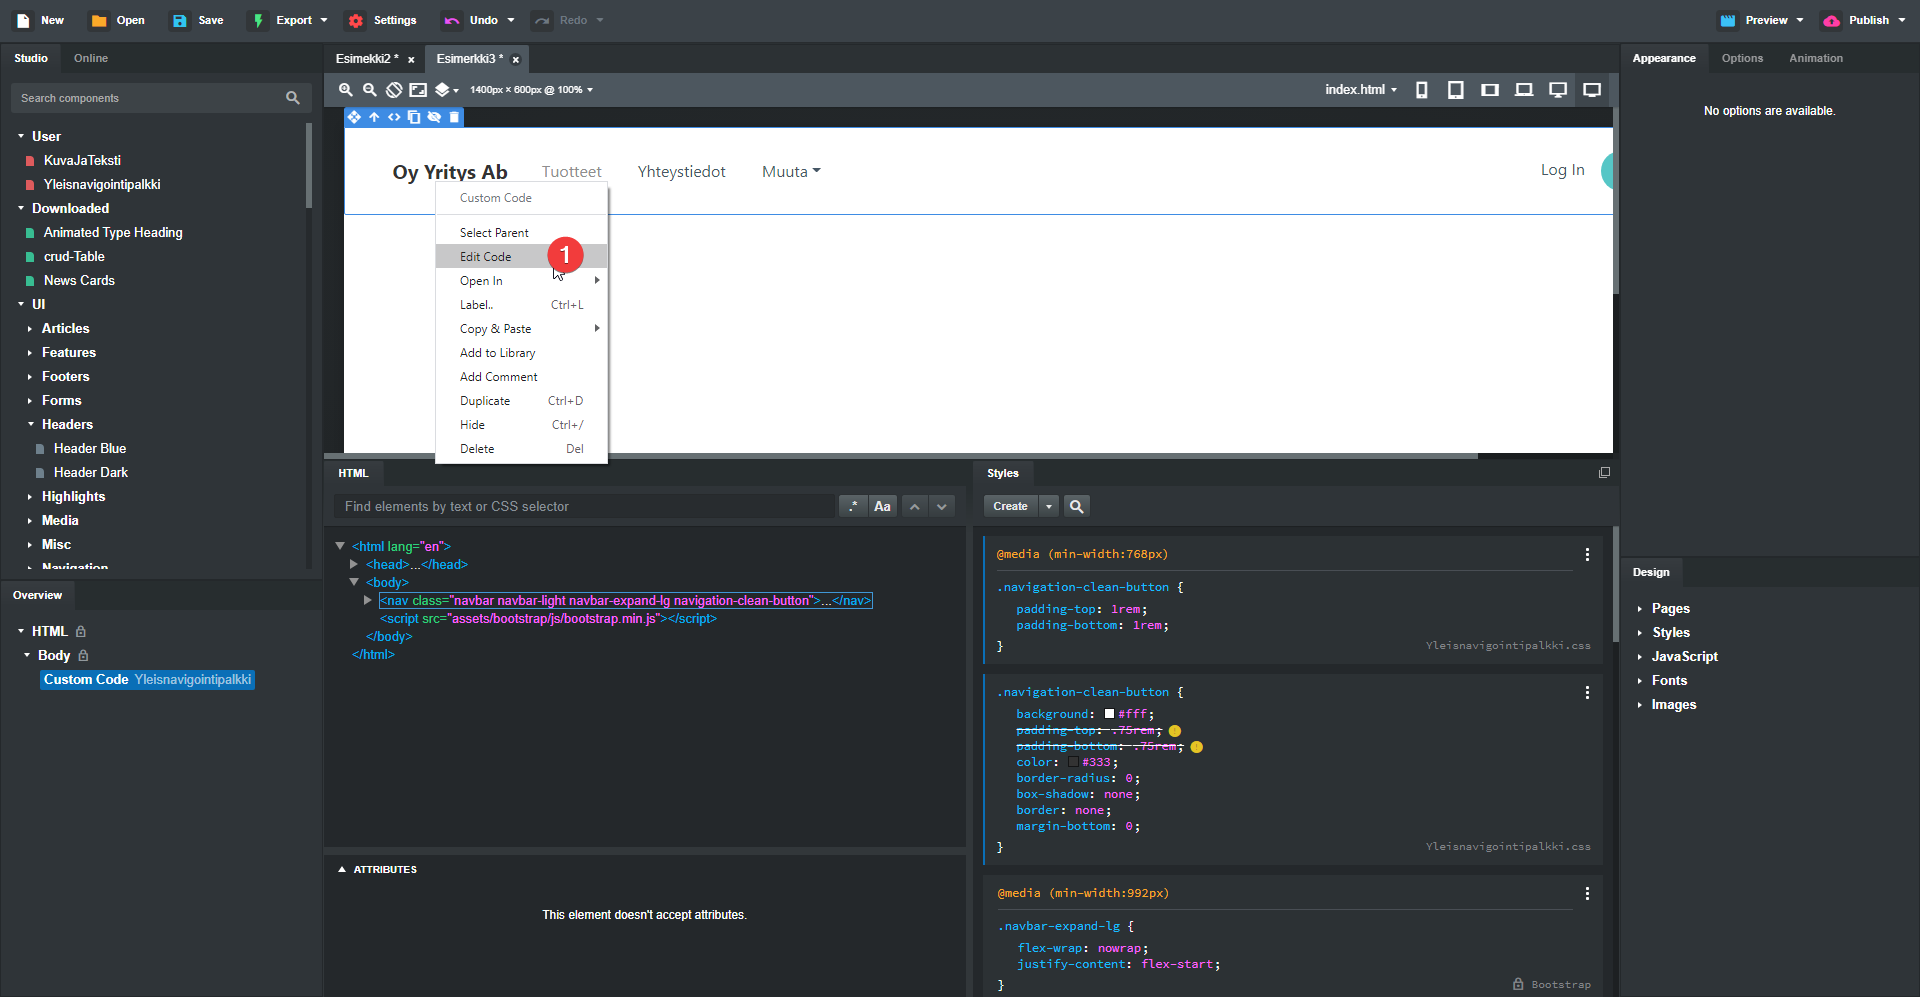 New Open Save Export Settings Undo Redo Preview Publish
Studio Online
Search components
User
KuvaJaTeksti
Yleisnavigointipalkki
Downloaded
Animated Type Heading
crud-Table
News Cards
UI
Articles
Features
Footers
Forms
Headers
Header Blue
Header Dark
Highlights
Media
Misc
Navigation
Overview
HTML
Body
Custom Code Yleisnavigointipalkki
Esimekki2 * × Esimerkki3 * ×
1400px × 600px @ 100% index.html
Oy Yritys Ab Tuotteet Yhteystiedot Muuta Log In
Custom Code
Select Parent
Edit Code 1
Open In
Label.. Ctrl+L
Copy & Paste
Add to Library
Add Comment
Duplicate Ctrl+D
Hide Ctrl+/
Delete Del
HTML
Find elements by text or CSS selector .* Aa
<html lang="en">
<head>...</head>
<body>
<nav class="navbar navbar-light navbar-expand-lg navigation-clean-button">...</nav>
<script src="assets/bootstrap/js/bootstrap.min.js"></script>
</body>
</html>
ATTRIBUTES
This element doesn't accept attributes.
Styles
Create
@media (min-width:768px)
.navigation-clean-button {
padding-top: 1rem;
padding-bottom: 1rem;
}
Yleisnavigointipalkki.css
.navigation-clean-button {
background: #fff;
padding-top: .75rem;
padding-bottom: .75rem;
color: #333;
border-radius: 0;
box-shadow: none;
border: none;
margin-bottom: 0;
}
Yleisnavigointipalkki.css
@media (min-width:992px)
.navbar-expand-lg {
flex-wrap: nowrap;
justify-content: flex-start;
}
Bootstrap
Appearance Options Animation
No options are available.
Design
Pages
Styles
JavaScript
Fonts
Images